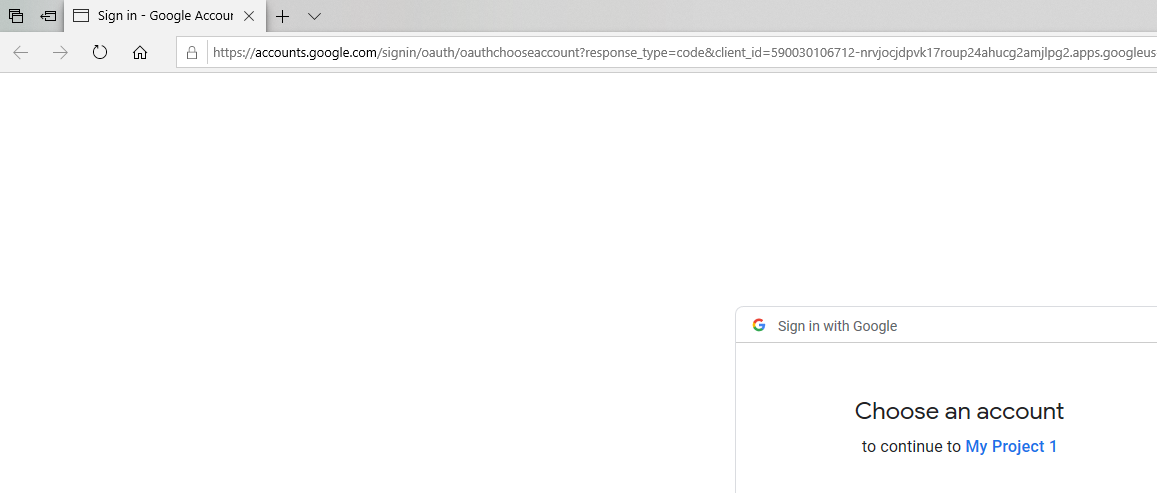 Sign in - Google Accour
https://accounts.google.com/signin/oauth/oauthchooseaccount?response_type=code&client_id=590030106712-nrvjocjdpvk17roup24ahucg2amjlpg2.apps.googleus
Sign in with Google
Choose an account
to continue to My Project 1